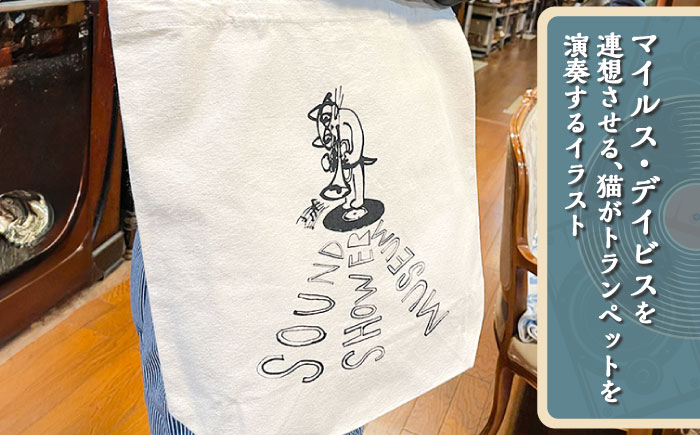 マイルス・デイビスを
連想させる、猫がトランペットを
演奏するイラスト
SOUND
SHOWER
MUSEUM